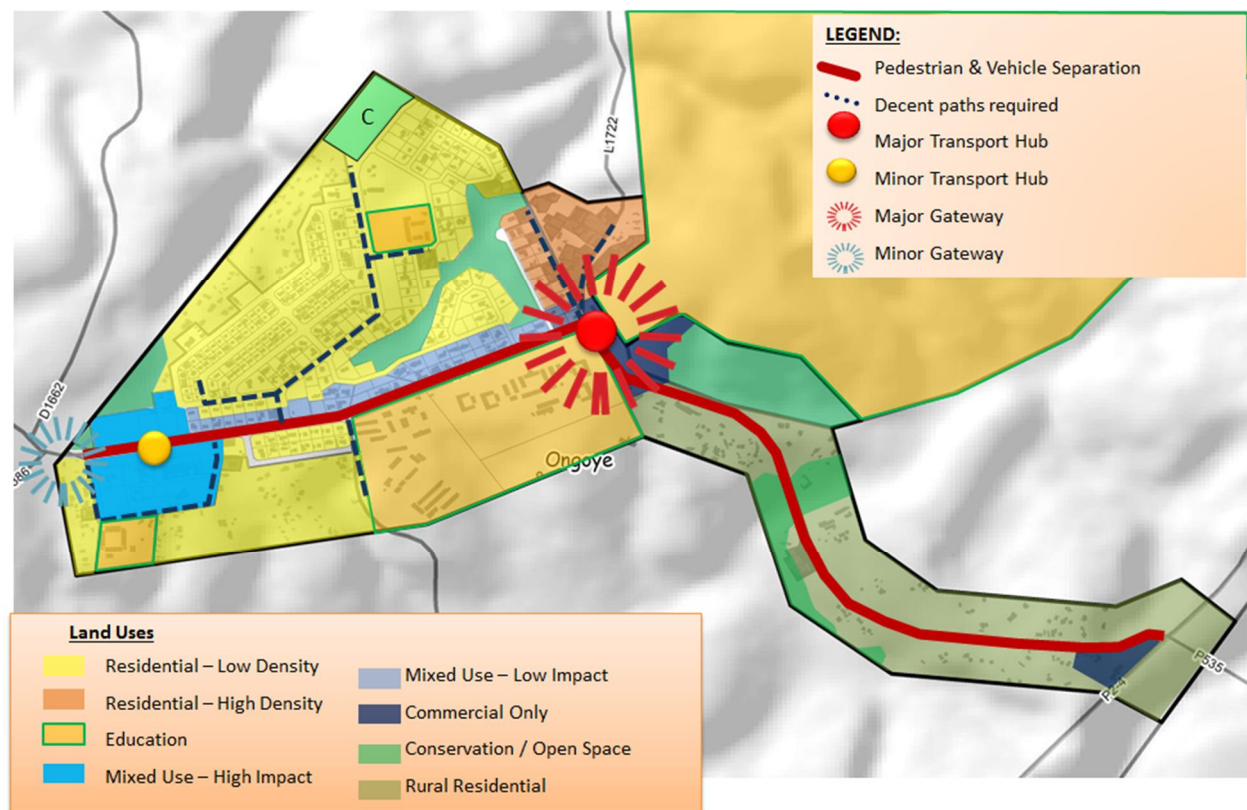 LEGEND:
Pedestrian & Vehicle Separation
Decent paths required
Major Transport Hub
Minor Transport Hub
Major Gateway
Minor Gateway
C
L1722
D1662
Ongoye
P535
P2-4
Land Uses
Residential – Low Density
Residential – High Density
Education
Mixed Use – High Impact
Mixed Use – Low Impact
Commercial Only
Conservation / Open Space
Rural Residential